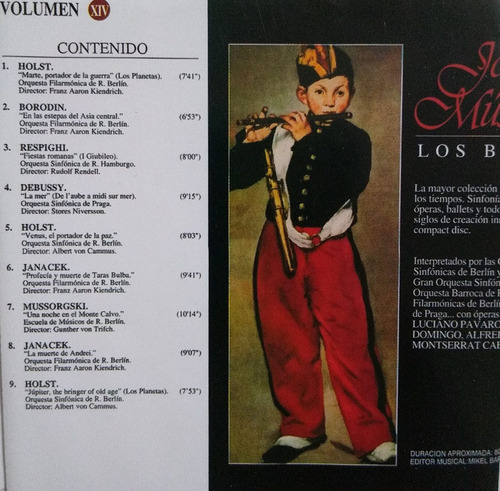 VOLUMEN XIV
CONTENIDO
1. HOLST.
"Marte, portador de la guerra" (Los Planetas). (7'41")
Orquesta Filarmónica de R. Berlín.
Director: Franz Aaron Kiendrich.
2. BORODIN.
"En las estepas del Asia central." (6'53")
Orquesta Filarmónica de R. Berlín.
Director: Franz Aaron Kiendrich.
3. RESPIGHI.
"Fiestas romanas" (I Giubileo). (8'00")
Orquesta Sinfónica de R. Hamburgo.
Director: Rudolf Rendell.
4. DEBUSSY.
"La mer" (De l'aube a midi sur mer). (9'15")
Orquesta Sinfónica de Praga.
Director: Stores Niversson.
5. HOLST.
"Venus, el portador de la paz." (8'03")
Orquesta Sinfónica de R. Berlín.
Director: Albert von Cammus.
6. JANACEK.
"Profecía y muerte de Taras Bulba." (9'41")
Orquesta Filarmónica de R. Berlín.
Director: Franz Aaron Kiendrich.
7. MUSSORGSKI.
"Una noche en el Monte Calvo." (10'14")
Escuela de Músicos de R. Berlín.
Director: Gunther von Trifch.
8. JANACEK.
"La muerte de Andrei." (9'07")
Orquesta Filarmónica de R. Berlín.
Director: Franz Aaron Kiendrich.
9. HOLST.
"Júpiter, the bringer of old age" (Los Planetas). (7'53")
Orquesta Sinfónica de R. Berlín.
Director: Albert von Cammus.
LOS B
La mayor colección
los tiempos. Sinfonía
óperas, ballets y todo
siglos de creación in
compact disc.
Interpretados por las
Sinfónicas de Berlín y
Gran Orquesta Sinfón
Orquesta Barroca de
Filarmónicas de Berlín
de Praga... con óperas
LUCIANO PAVARO
DOMINGO, ALFRE
MONTSERRAT CAB
DURACION APROXIMADA: 80
EDITOR MUSICAL: MIKEL BAR